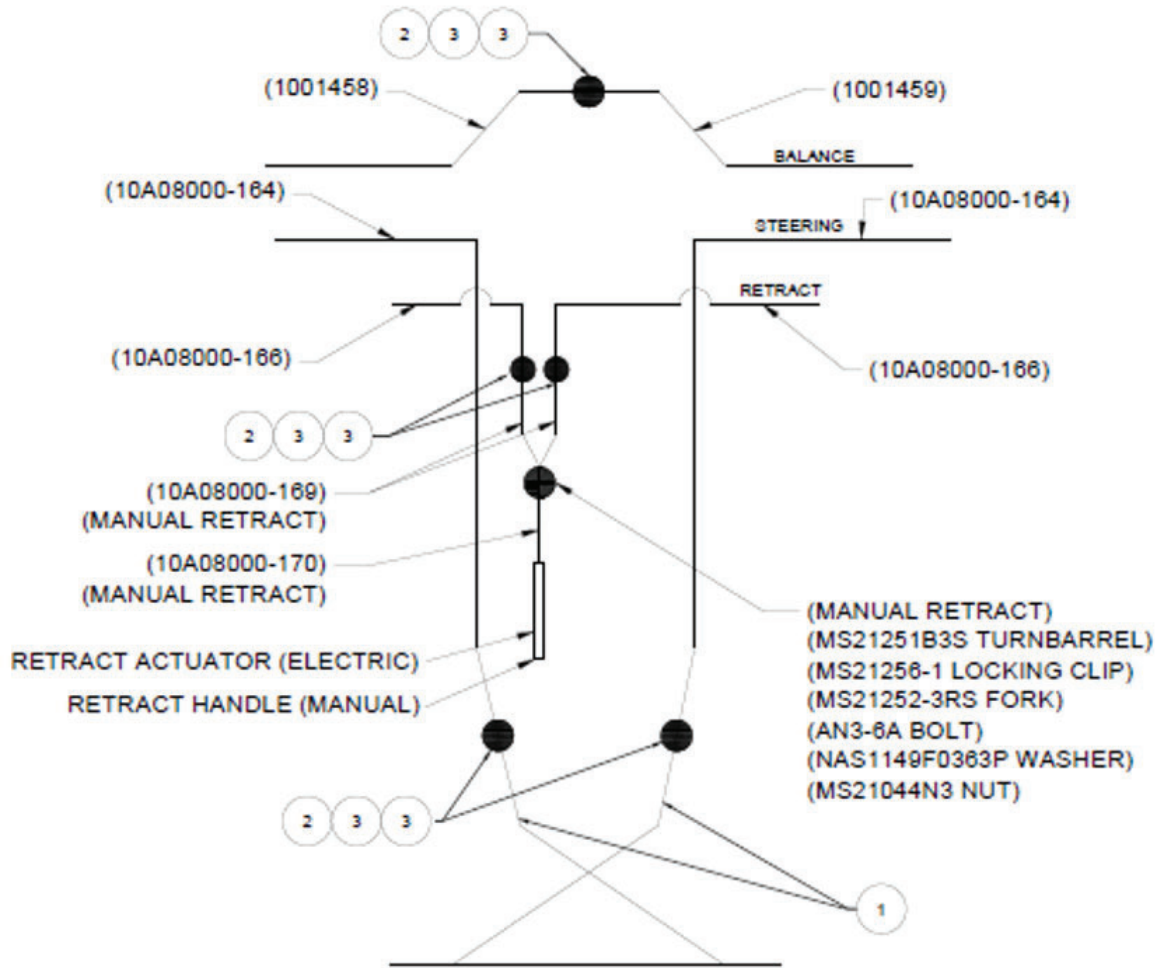 2 3 3
(1001458)
(1001459)
BALANCE
(10A08000-164)
(10A08000-164)
STEERING
RETRACT
(10A08000-166)
(10A08000-166)
2 3 3
(10A08000-169)
(MANUAL RETRACT)
(10A08000-170)
(MANUAL RETRACT)
RETRACT ACTUATOR (ELECTRIC)
RETRACT HANDLE (MANUAL)
(MANUAL RETRACT)
(MS21251B3S TURNBARREL)
(MS21256-1 LOCKING CLIP)
(MS21252-3RS FORK)
(AN3-6A BOLT)
(NAS1149F0363P WASHER)
(MS21044N3 NUT)
2 3 3
1